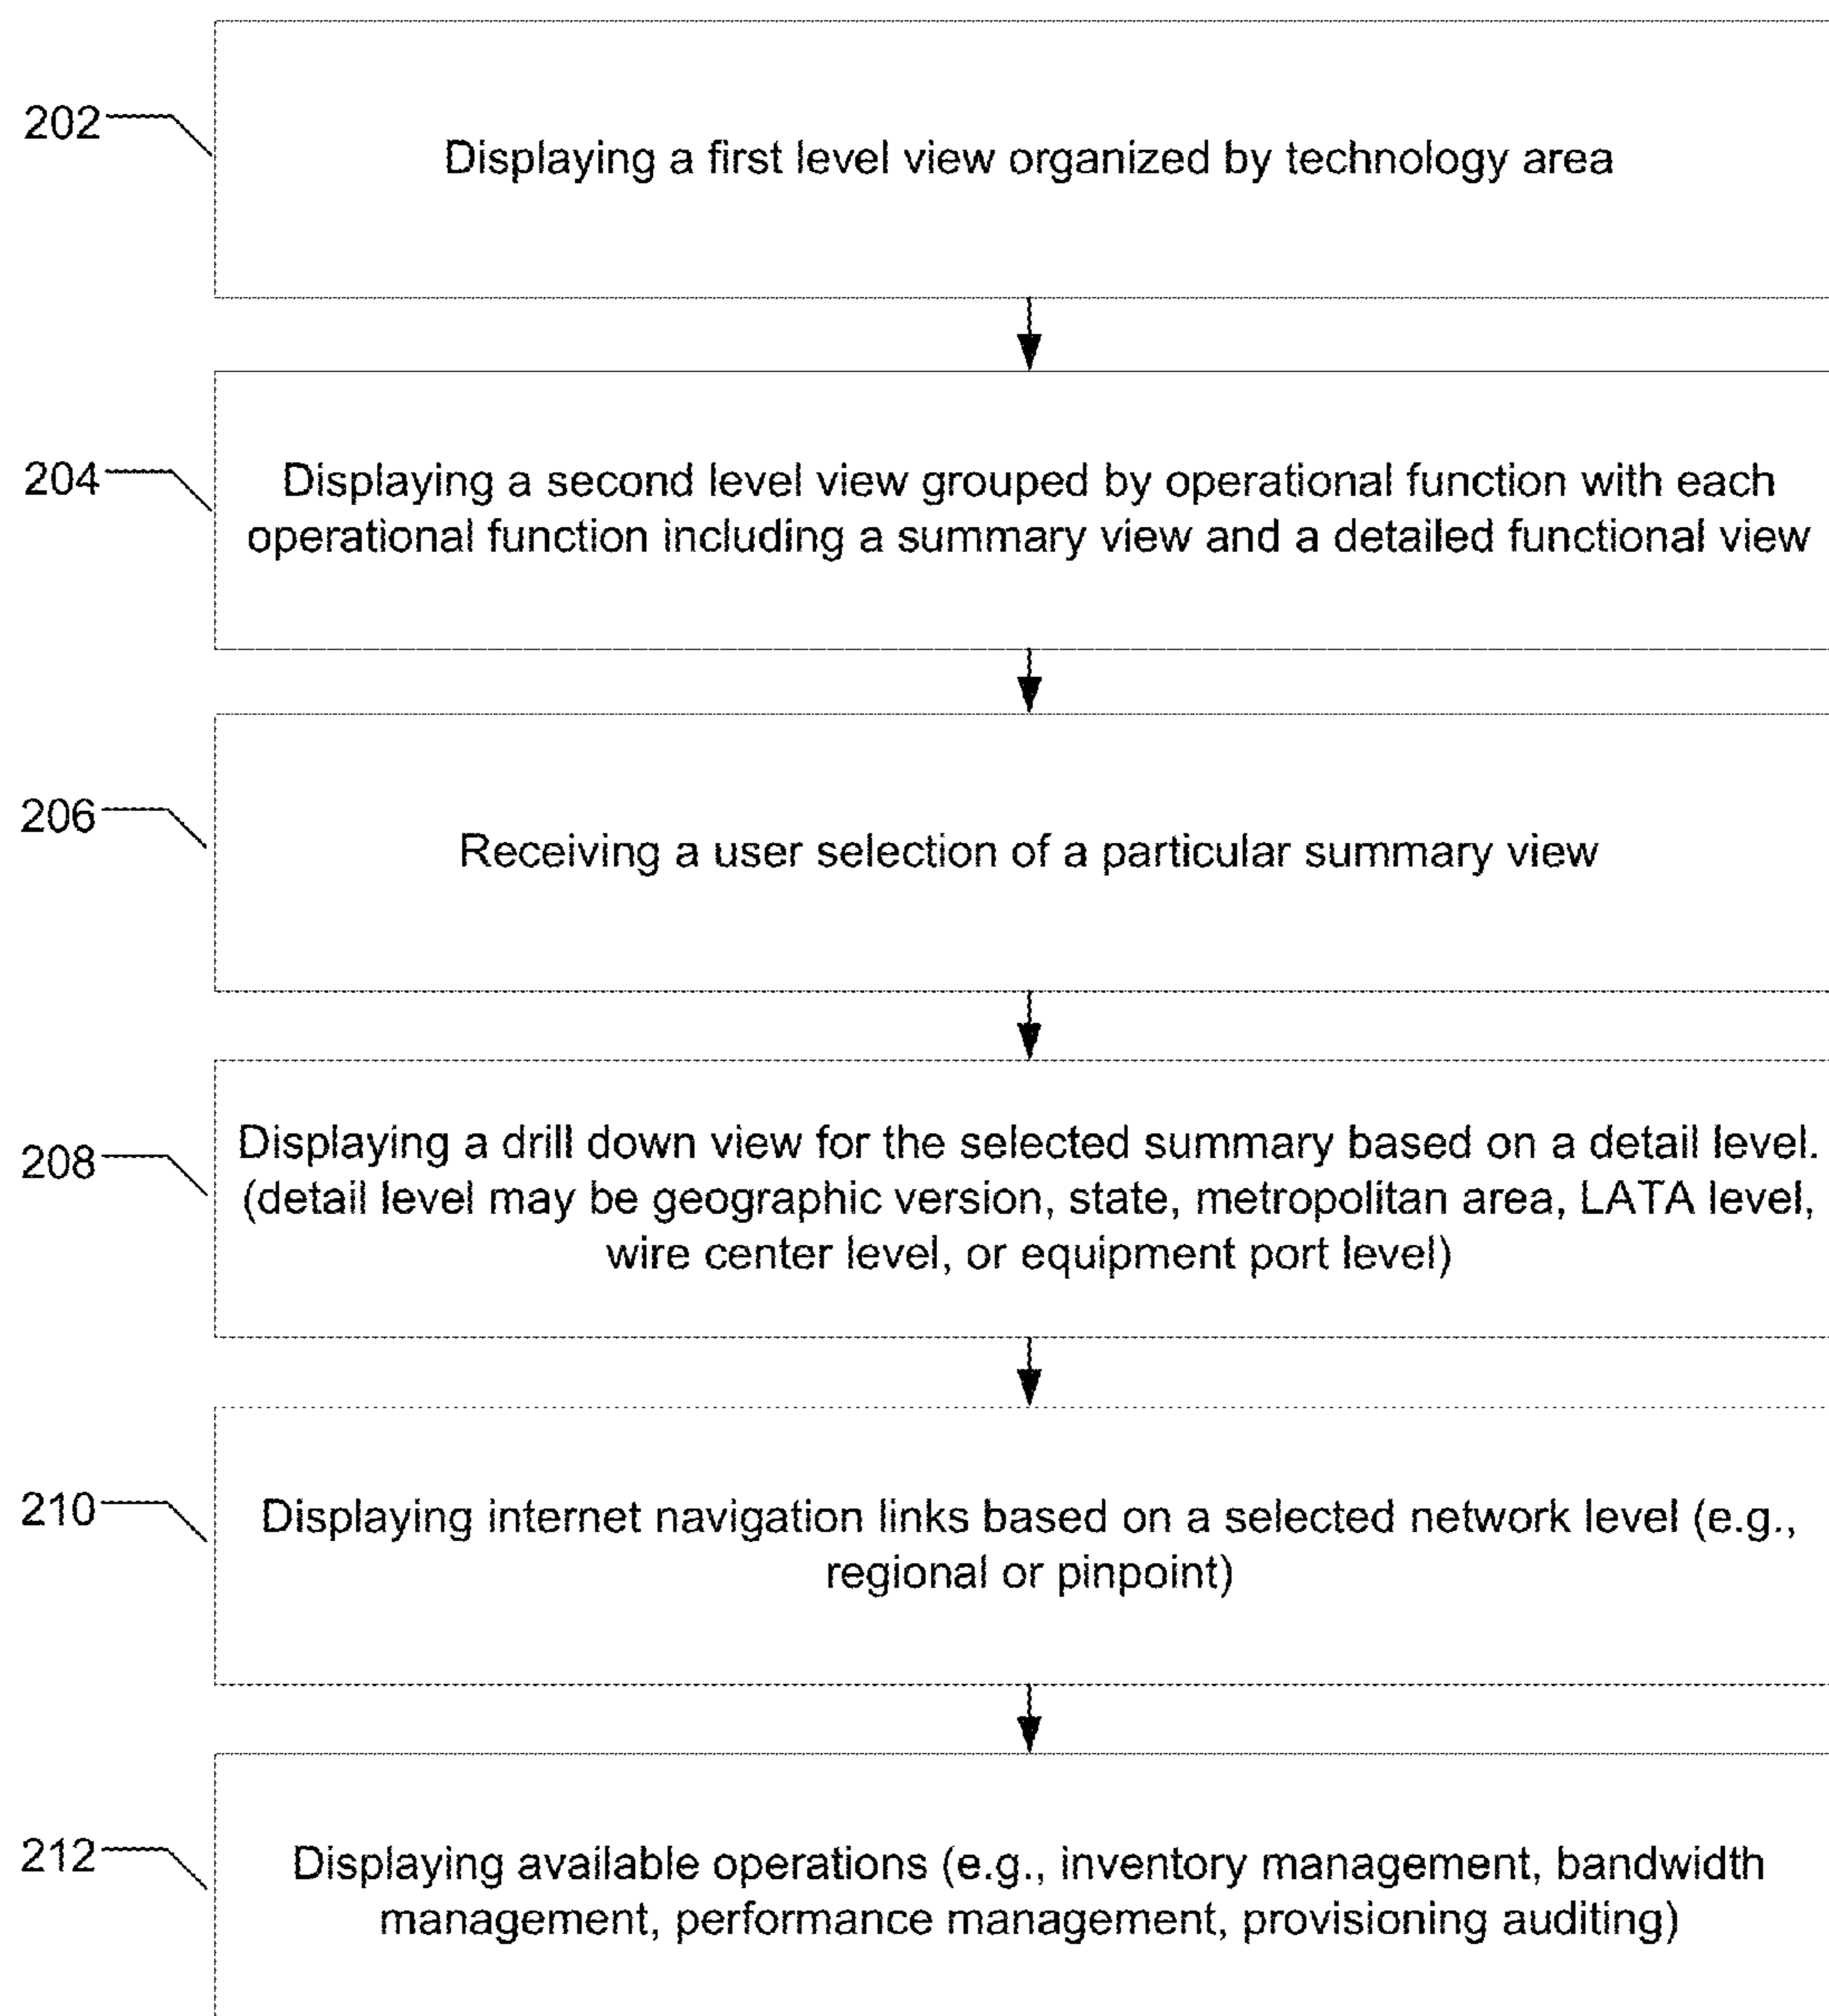 202
Displaying a first level view organized by technology area
204
Displaying a second level view grouped by operational function with each
operational function including a summary view and a detailed functional view
206
Receiving a user selection of a particular summary view
208
Displaying a drill down view for the selected summary based on a detail level.
(detail level may be geographic version, state, metropolitan area, LATA level,
wire center level, or equipment port level)
210
Displaying internet navigation links based on a selected network level (e.g.,
regional or pinpoint)
212
Displaying available operations (e.g., inventory management, bandwidth
management, performance management, provisioning auditing)